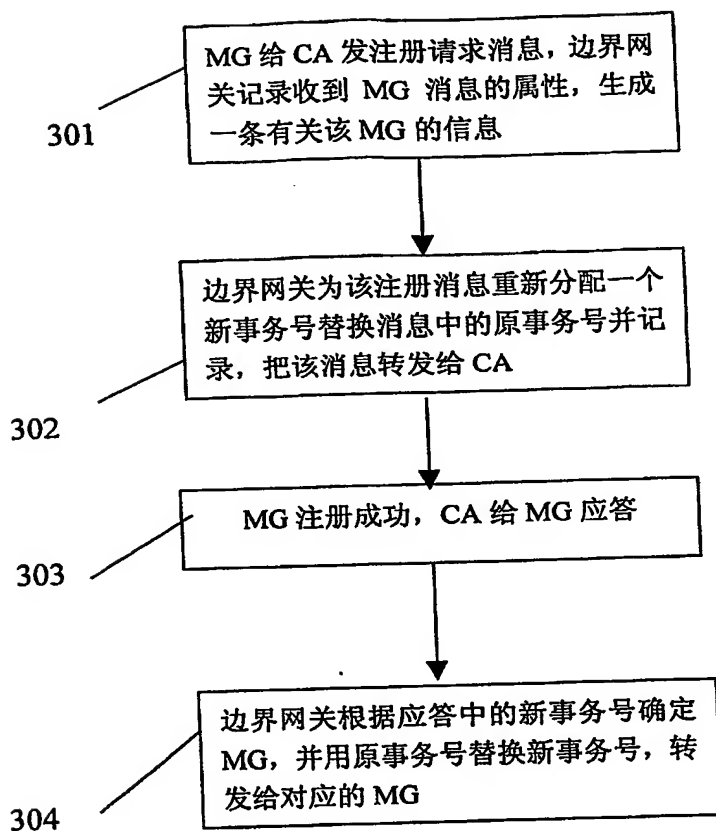 MG 给 CA 发注册请求消息，边界网
关记录收到 MG 消息的属性，生成
一条有关该 MG 的信息
301
边界网关为该注册消息重新分配一个
新事务号替换消息中的原事务号并记
录，把该消息转发给 CA
302
MG 注册成功，CA 给 MG 应答
303
边界网关根据应答中的新事务号确定
MG，并用原事务号替换新事务号，转
发给对应的 MG
304